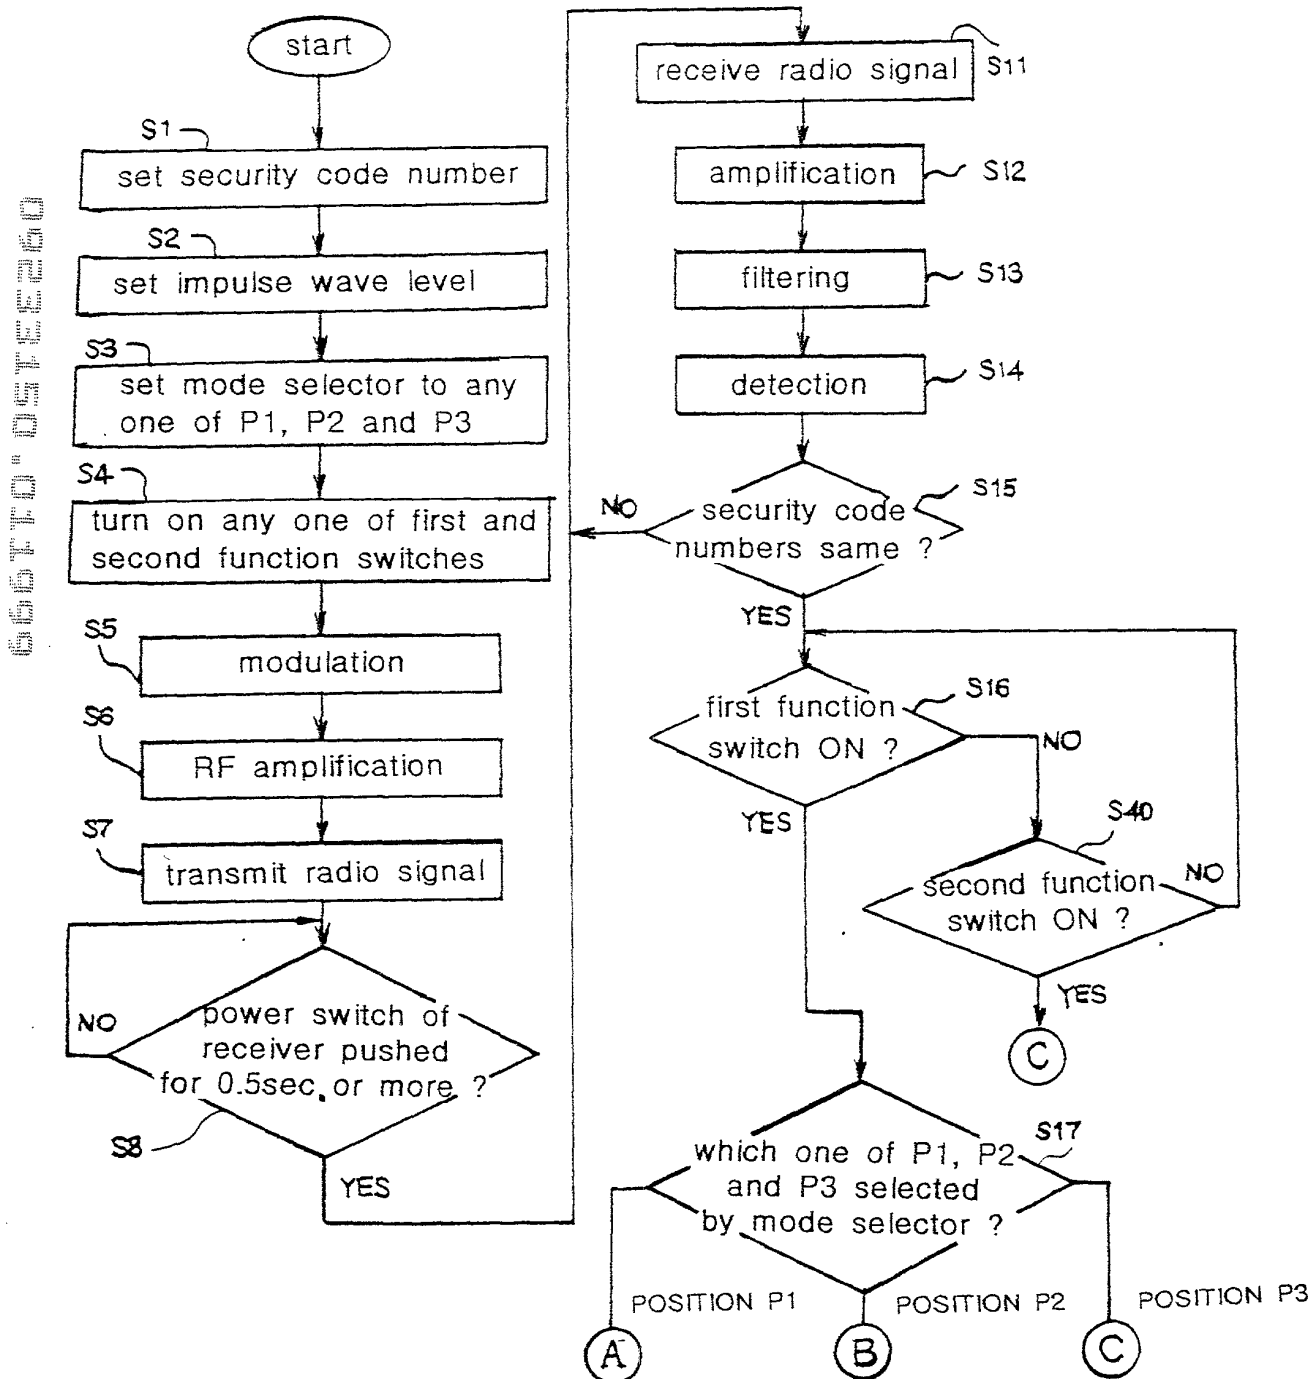 start
S1
set security code number
S2
set impulse wave level
S3
set mode selector to any
one of P1, P2 and P3
S4
turn on any one of first and
second function switches
S5
modulation
S6
RF amplification
S7
transmit radio signal
NO
power switch of
receiver pushed
for 0.5sec. or more ?
S8
YES
receive radio signal
S11
amplification
S12
filtering
S13
detection
S14
NO
security code
numbers same ?
S15
YES
first function
switch ON ?
S16
NO
YES
S40
second function
switch ON ?
NO
YES
C
which one of P1, P2
and P3 selected
by mode selector ?
S17
POSITION P1
POSITION P2
POSITION P3
A
B
C
09233150.011999